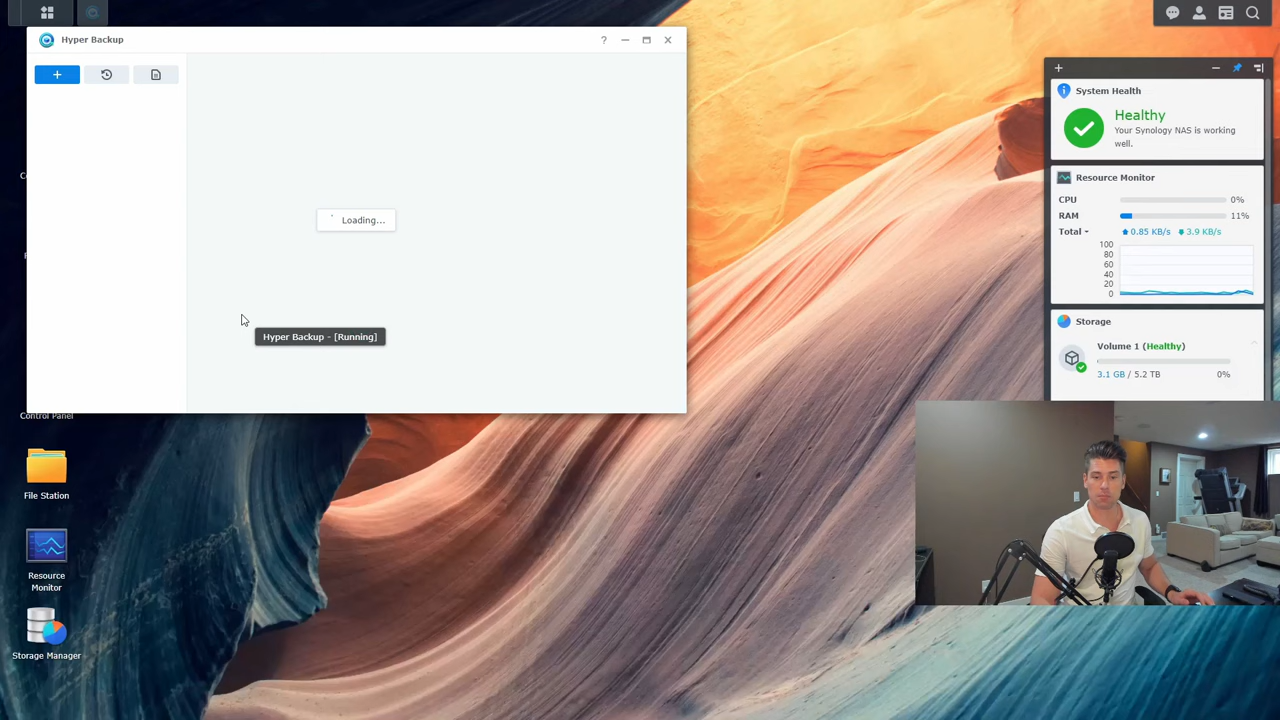 Hyper Backup
?
Loading...
Hyper Backup - [Running]
Control Panel
File Station
Resource
Monitor
Storage Manager
System Health
Healthy
Your Synology NAS is working
well.
Resource Monitor
CPU
0%
RAM
11%
Total
0.85 KB/s
3.9 KB/s
100
80
60
40
20
0
Storage
Volume 1 (Healthy)
3.1 GB / 5.2 TB
0%